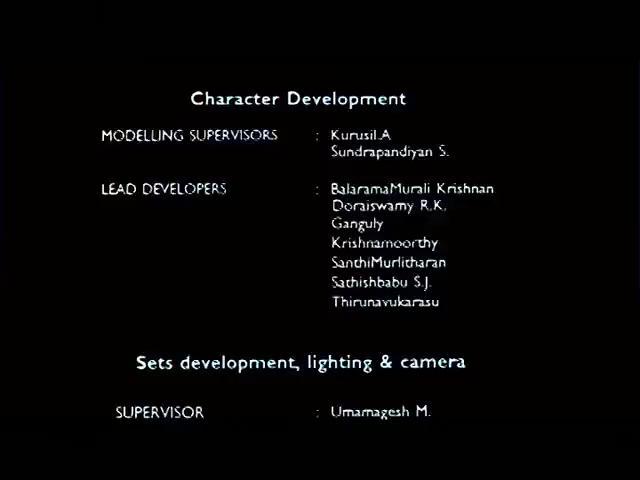 Character Development
MODELLING SUPERVISORS : Kurusil.A
Sundrapandiyan S.
LEAD DEVELOPERS : BalaramaMurali Krishnan
Doraiswamy R.K.
Ganguly
Krishnamoorthy
SanthiMurlitharan
Sathishbabu S.J.
Thirunavukarasu
Sets development, lighting & camera
SUPERVISOR : Umamagesh M.